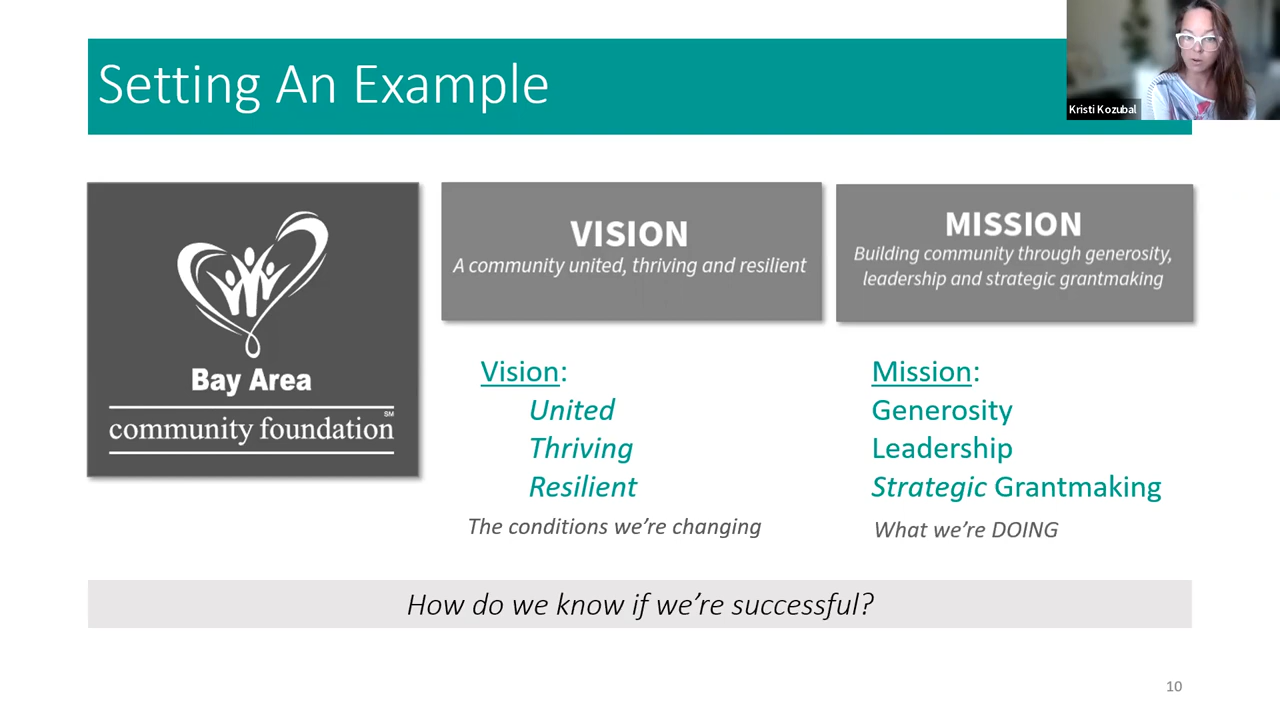 Setting An Example
Kristi Kozubal
Bay Area
community foundation
SM
VISION
A community united, thriving and resilient
MISSION
Building community through generosity,
leadership and strategic grantmaking
Vision:
United
Thriving
Resilient
The conditions we're changing
Mission:
Generosity
Leadership
Strategic Grantmaking
What we're DOING
How do we know if we're successful?
10